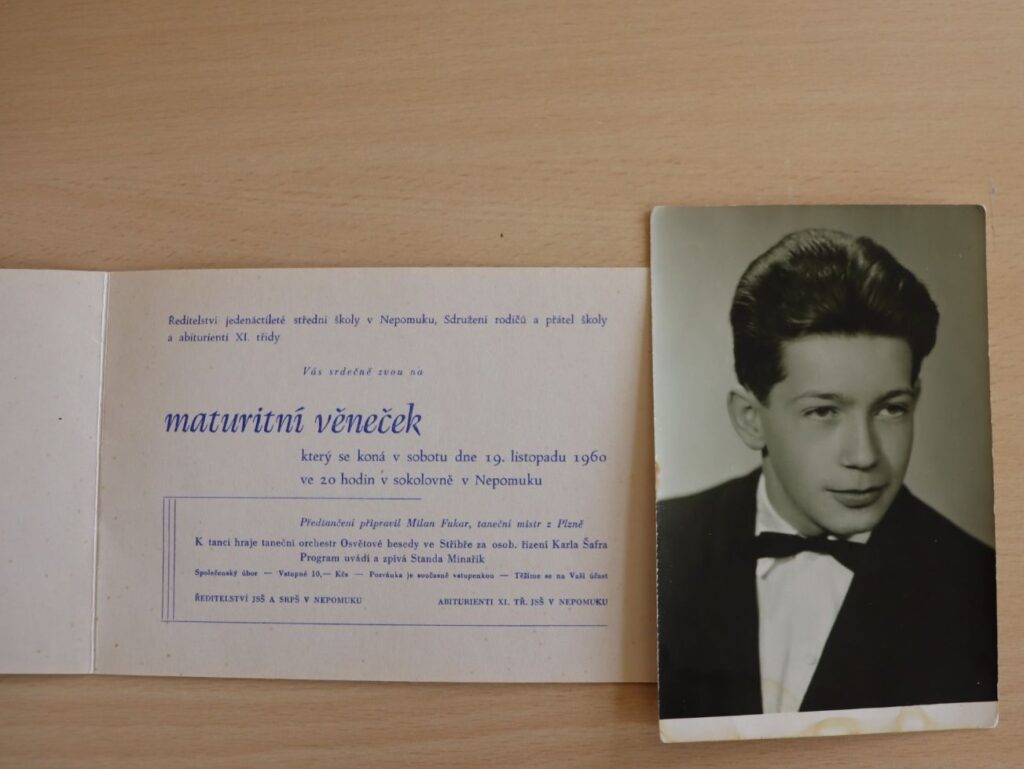 Ředitelství jedenáctileté střední školy v Nepomuku, Sdružení rodičů a přátel školy
a abiturienti XI. třídy
Vás srdečně zvou na
maturitní věneček
který se koná v sobotu dne 19. listopadu 1960
ve 20 hodin v sokolovně v Nepomuku
Předtančení připravil Milan Fukar, taneční mistr z Plzně
K tanci hraje taneční orchestr Osvětové besedy ve Stříbře za osob. řízení Karla Šafra
Program uvádí a zpívá Standa Minařík
Společenský úbor — Vstupné 10,— Kčs — Pozvánka je současně vstupenkou — Těšíme se na Vaši účast
ŘEDITELSTVÍ JSŠ A SRPŠ V NEPOMUKU ABITURIENTI XI. TŘ. JSŠ V NEPOMUKU